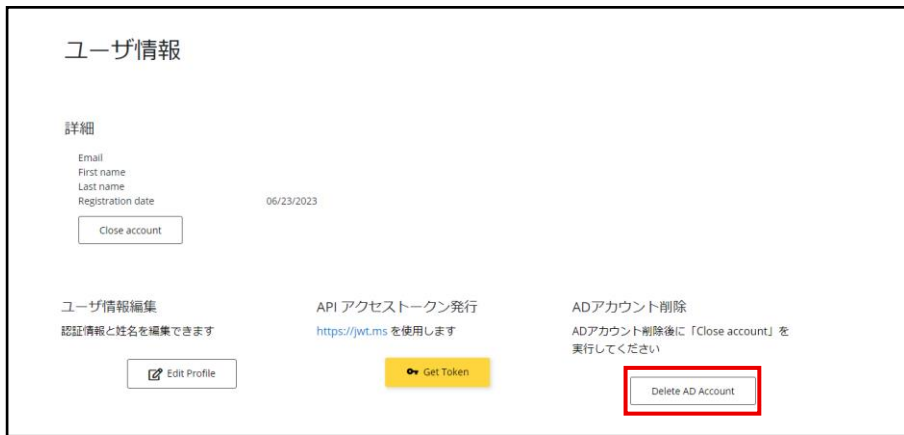 ユーザ情報
詳細
Email
First name
Last name
Registration date 06/23/2023
Close account
ユーザ情報編集
認証情報と姓名を編集できます
Edit Profile
API アクセストークン発行
https://jwt.ms を使用します
Get Token
ADアカウント削除
ADアカウント削除後に「Close account」を
実行してください
Delete AD Account